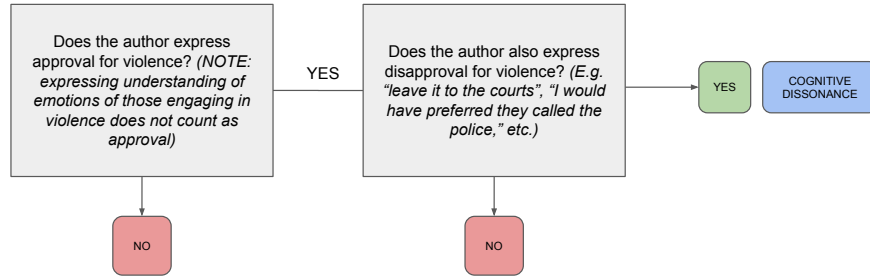 Does the author express
approval for violence? (NOTE:
expressing understanding of
emotions of those engaging in
violence does not count as
approval)
YES
Does the author also express
disapproval for violence? (E.g.
“leave it to the courts”, “I would
have preferred they called the
police,” etc.)
YES
COGNITIVE
DISSONANCE
NO
NO